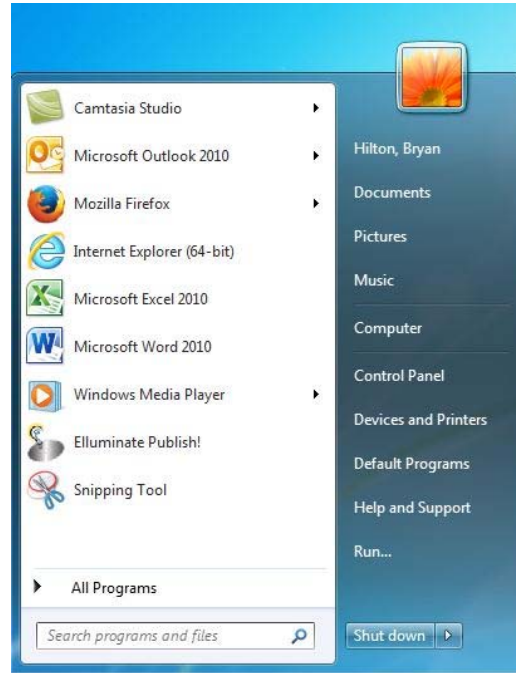 Camtasia Studio
Microsoft Outlook 2010
Mozilla Firefox
Internet Explorer (64-bit)
Microsoft Excel 2010
Microsoft Word 2010
Windows Media Player
Elluminate Publish!
Snipping Tool
All Programs
Search programs and files
Hilton, Bryan
Documents
Pictures
Music
Computer
Control Panel
Devices and Printers
Default Programs
Help and Support
Run...
Shut down